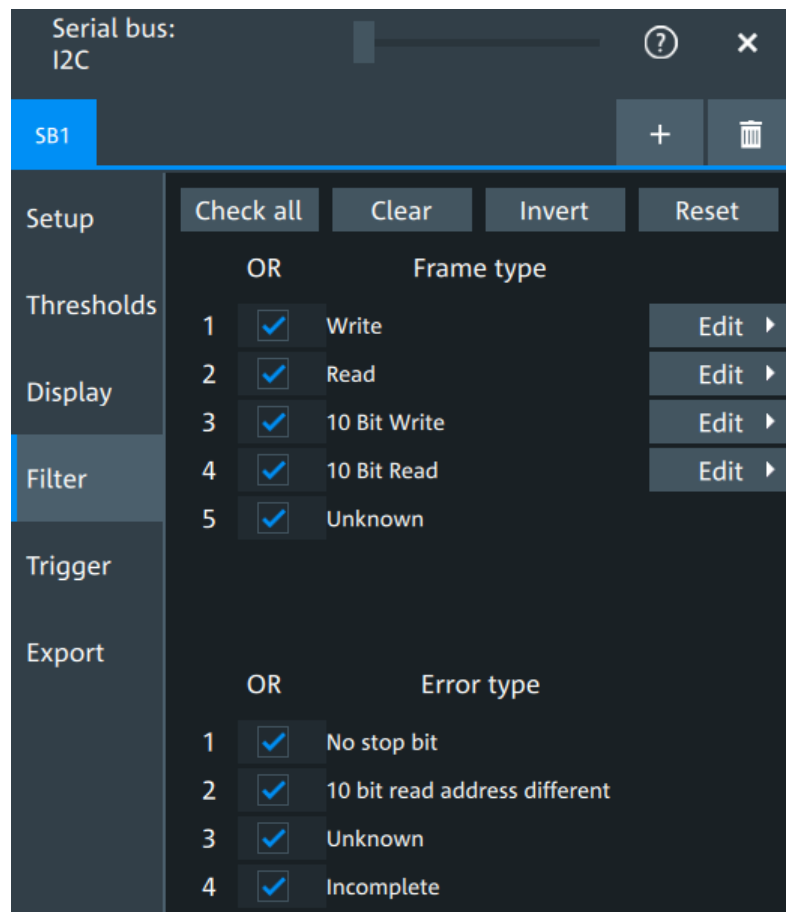 Serial bus:
I2C
?
SB1
+
Setup
Thresholds
Display
Filter
Trigger
Export
Check all Clear Invert Reset
OR Frame type
1 Write Edit
2 Read Edit
3 10 Bit Write Edit
4 10 Bit Read Edit
5 Unknown
OR Error type
1 No stop bit
2 10 bit read address different
3 Unknown
4 Incomplete